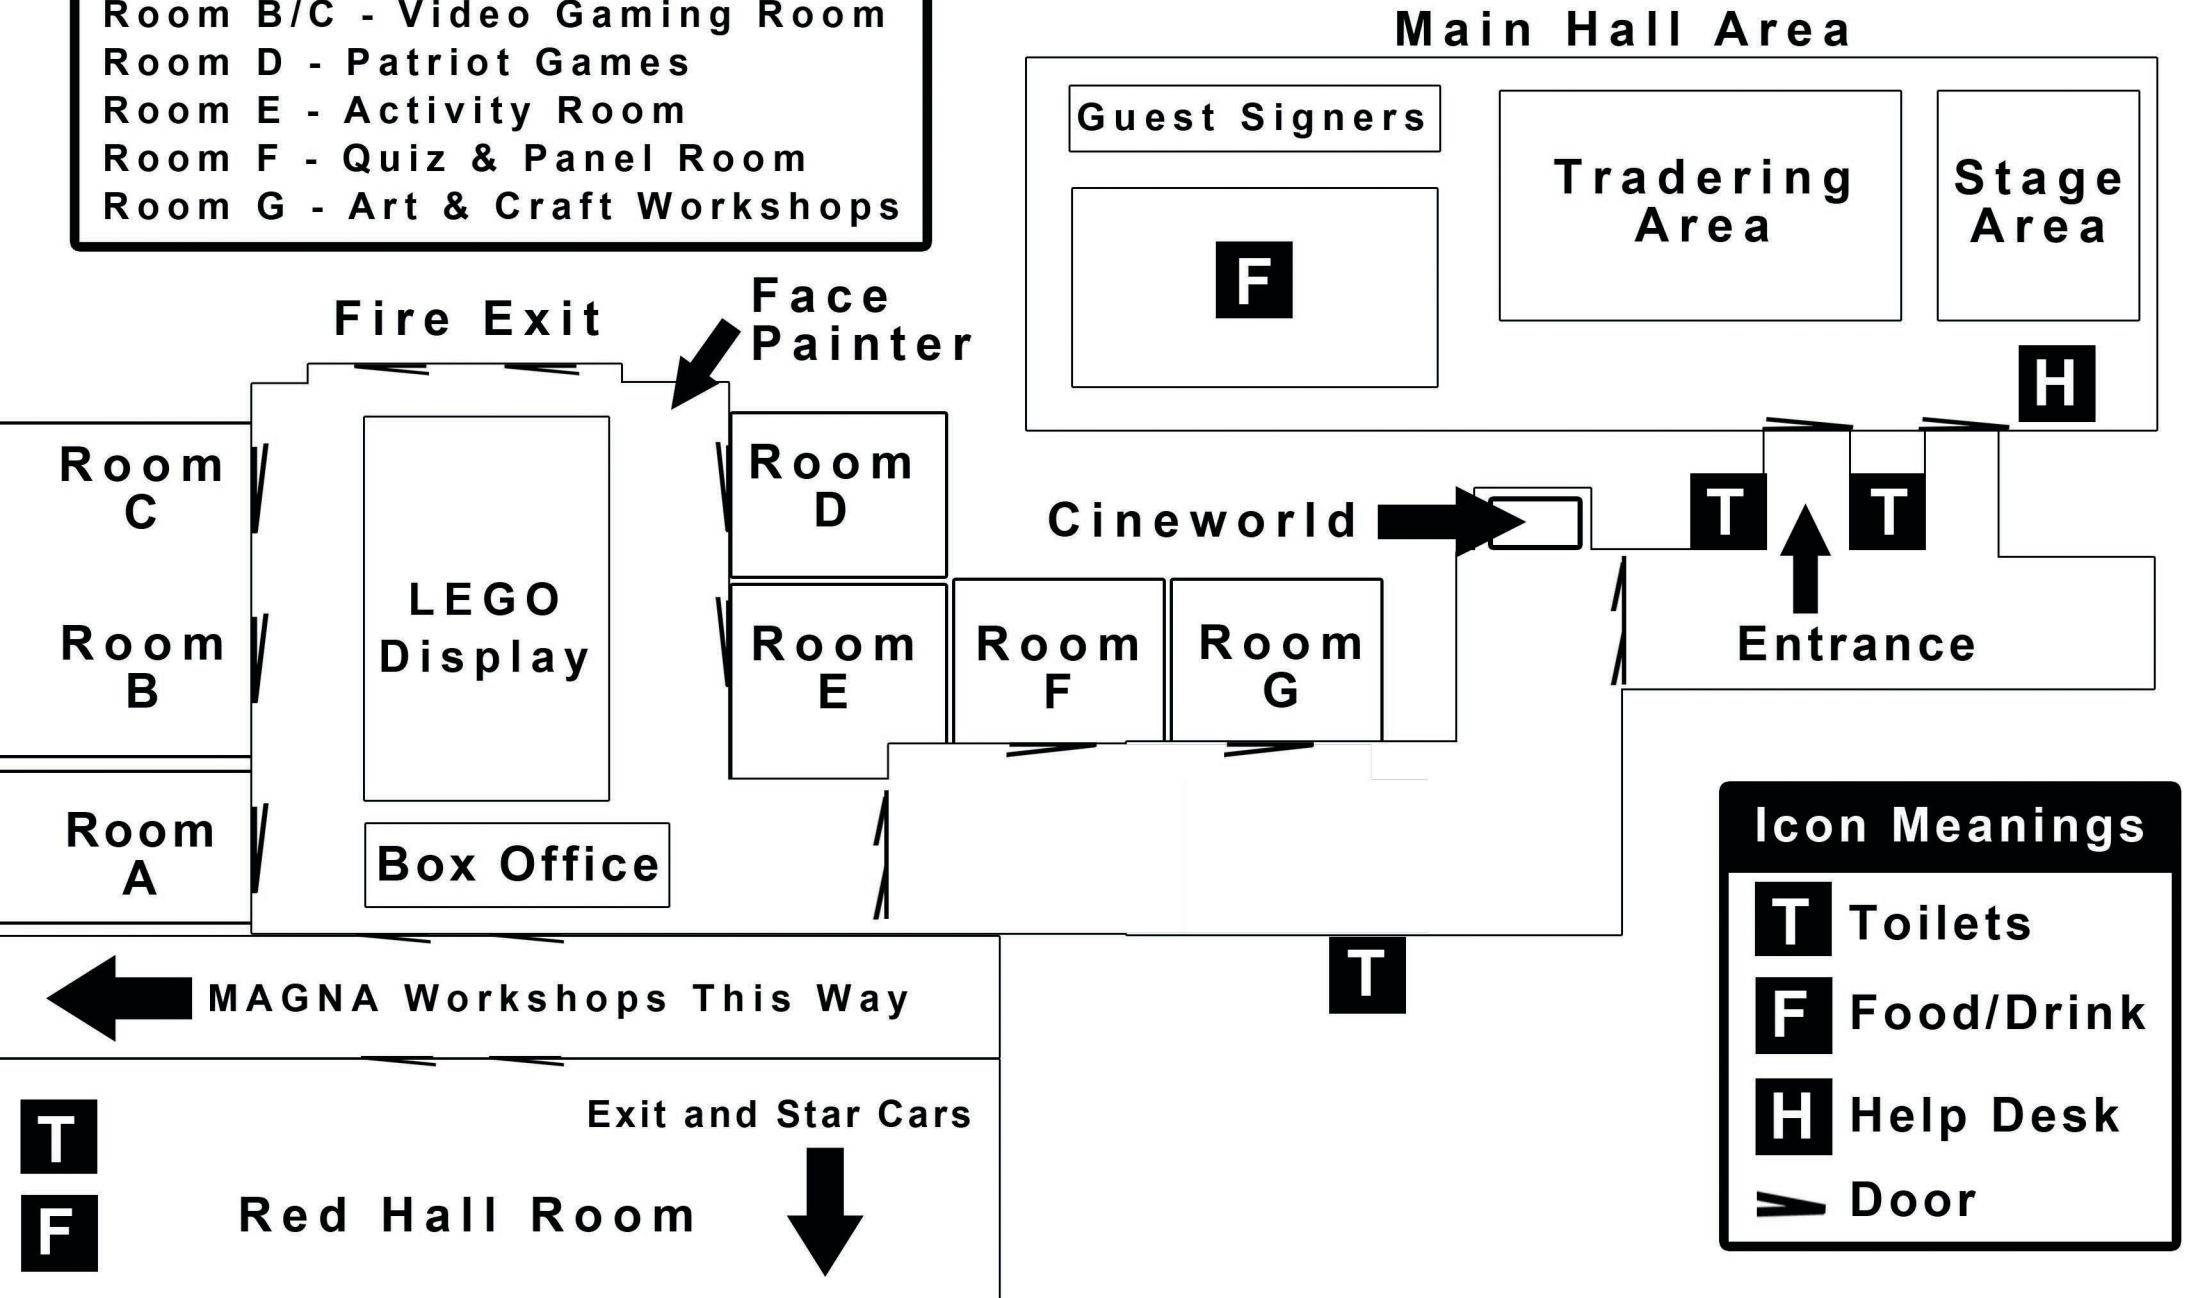 Room B/C - Video Gaming Room
Room D - Patriot Games
Room E - Activity Room
Room F - Quiz & Panel Room
Room G - Art & Craft Workshops
Main Hall Area
Guest Signers
F
Tradering
Area
Stage
Area
H
Fire Exit
Face
Painter
Room
C
Room
B
Room
A
LEGO
Display
Box Office
Room
D
Room
E
Room
F
Room
G
Cineworld
T
T
Entrance
T
MAGNA Workshops This Way
Exit and Star Cars
T
F
Red Hall Room
Icon Meanings
T Toilets
F Food/Drink
H Help Desk
Door